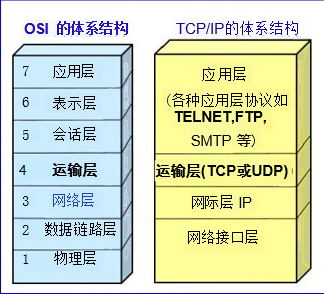 OSI 的体系结构
7 应用层
6 表示层
5 会话层
4 运输层
3 网络层
2 数据链路层
1 物理层
TCP/IP的体系结构
应用层
(各种应用层协议如
TELNET,FTP,
SMTP 等)
运输层(TCP或UDP)
网际层 IP
网络接口层